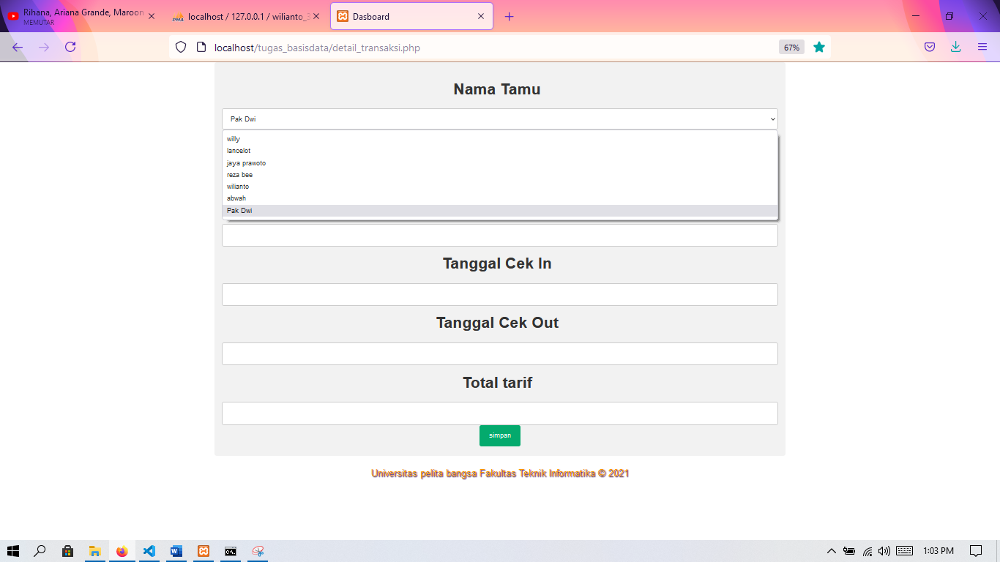 Rihana, Ariana Grande, Maroon
MEMUTAR
PMA
localhost / 127.0.0.1 / wilianto_3
Dasboard
localhost/tugas_basisdata/detail_transaksi.php
67%
Nama Tamu
Pak Dwi
willy
lancelot
jaya prawoto
reza bee
wilianto
abwah
Pak Dwi
Tanggal Cek In
Tanggal Cek Out
Total tarif
simpan
Universitas pelita bangsa Fakultas Teknik Informatika © 2021
1:03 PM